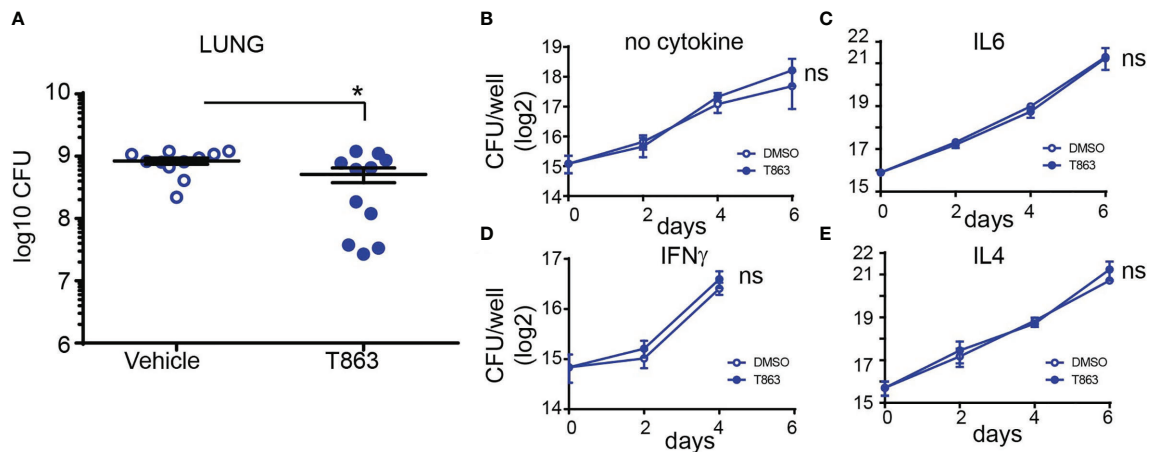 A
LUNG
*
log10 CFU
10
9
8
7
6
Vehicle
T863
B
no cytokine
CFU/well
(log2)
19
18
17
16
15
14
ns
DMSO
T863
0
2
4
6
days
C
IL6
22
21
19
17
15
ns
DMSO
T863
0
2
4
6
days
D
IFNγ
CFU/well
(log2)
17
16
15
14
ns
DMSO
T863
0
2
4
6
days
E
IL4
22
21
19
17
15
ns
DMSO
T863
0
2
4
6
days